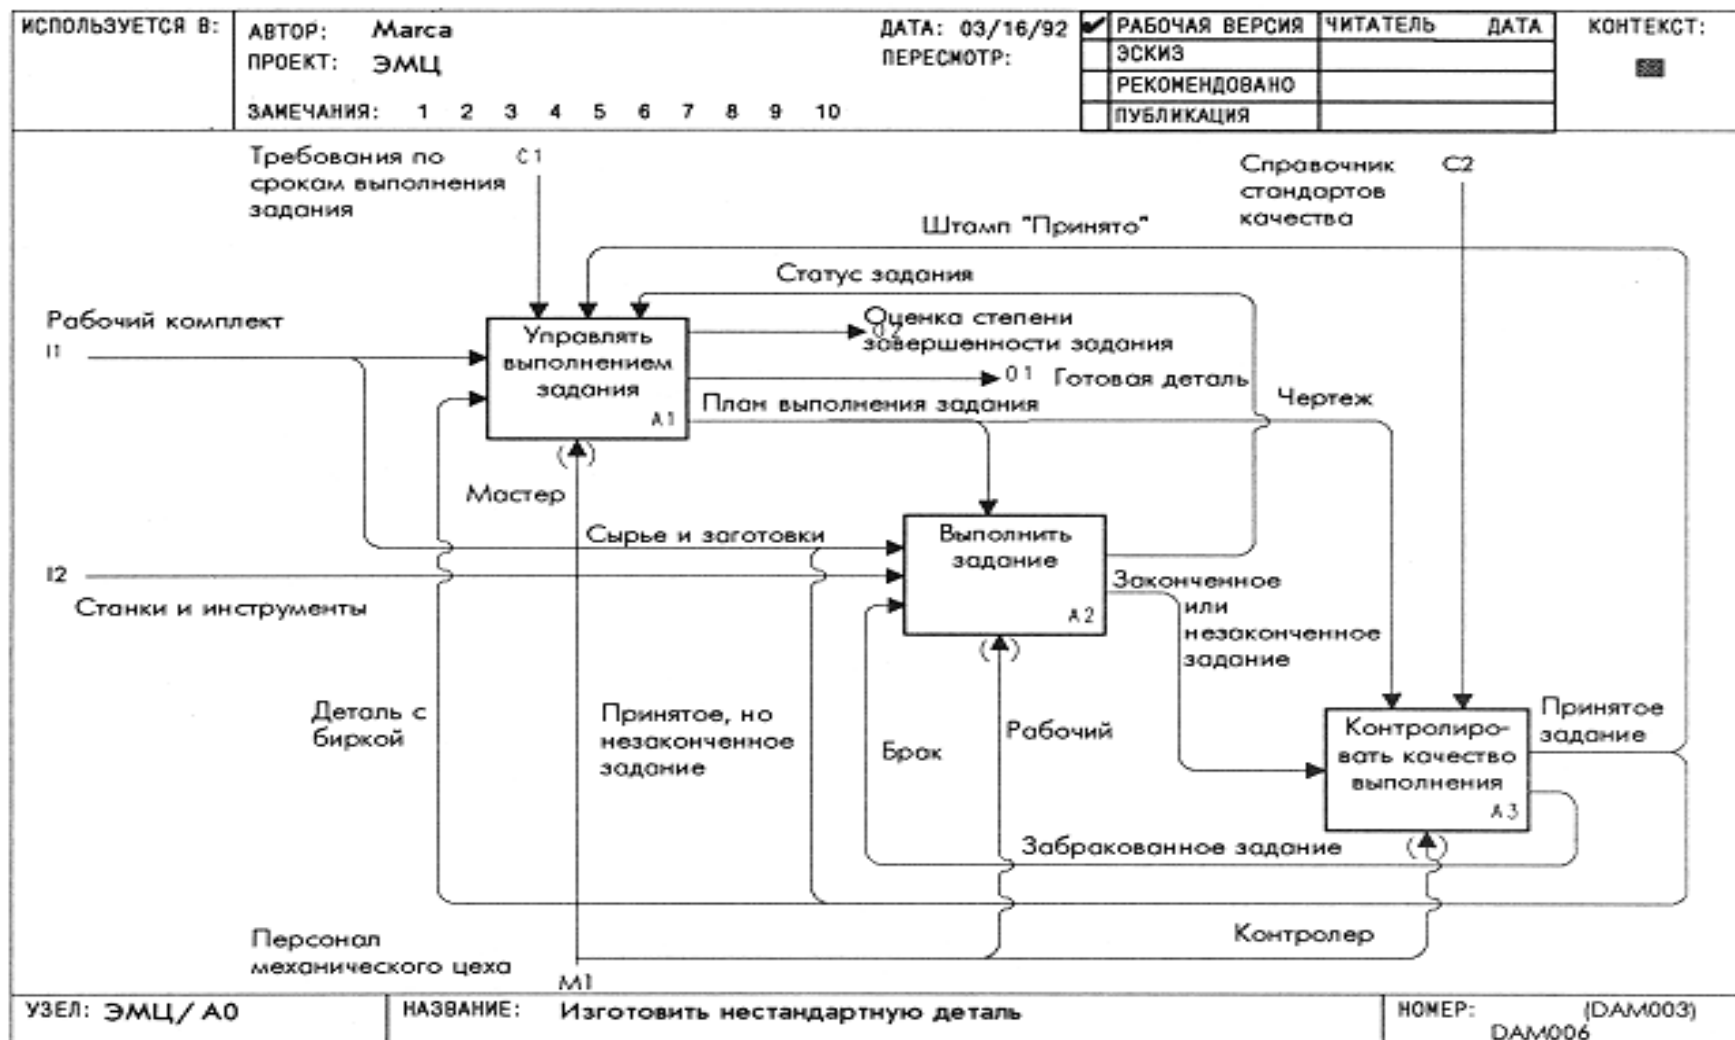 ИСПОЛЬЗУЕТСЯ В:
АВТОР: Marca
ДАТА: 03/16/92
ПРОЕКТ: ЭМЦ
ПЕРЕСМОТР:
ЗАМЕЧАНИЯ: 1 2 3 4 5 6 7 8 9 10
РАБОЧАЯ ВЕРСИЯ
ЭСКИЗ
РЕКОМЕНДОВАНО
ПУБЛИКАЦИЯ
ЧИТАТЕЛЬ ДАТА
КОНТЕКСТ:
Требования по
срокам выполнения
задания
C1
Справочник
стандартов
качества
C2
Штамп "Принято"
Статус задания
Рабочий комплект
I1
Управлять
выполнением
задания
A1
Оценка степени
завершенности задания
O2
O1 Готовая деталь
План выполнения задания
Чертеж
Мастер
Сырье и заготовки
Выполнить
задание
A2
I2
Станки и инструменты
Законченное
или
незаконченное
задание
Деталь с
биркой
Принятое, но
незаконченное
задание
Брак
Рабочий
Контролиро-
вать качество
выполнения
A3
Принятое
задание
Забракованное задание
Контролер
Персонал
механического цеха
M1
УЗЕЛ: ЭМЦ/ A0
НАЗВАНИЕ: Изготовить нестандартную деталь
НОМЕР: (DAM003)
DAM006